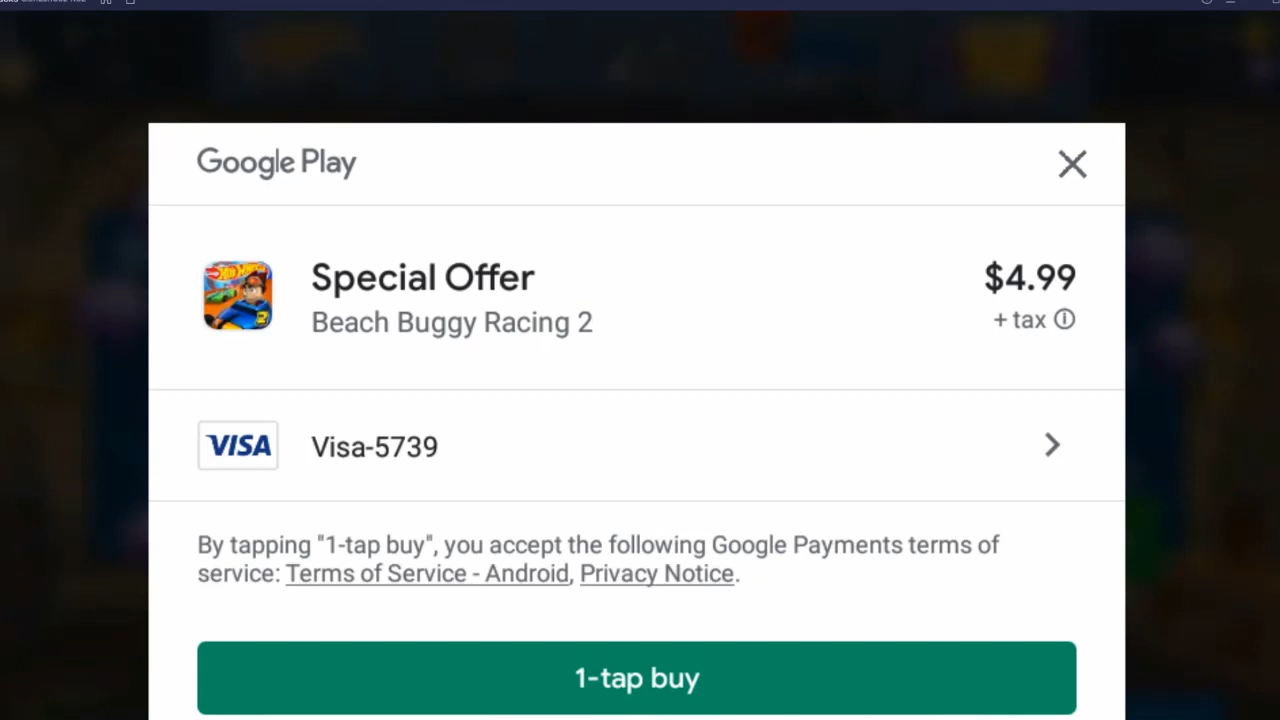 Google Play
Special Offer
$4.99
Beach Buggy Racing 2
+ tax
VISA
Visa-5739
By tapping "1-tap buy", you accept the following Google Payments terms of
service: Terms of Service - Android, Privacy Notice.
1-tap buy